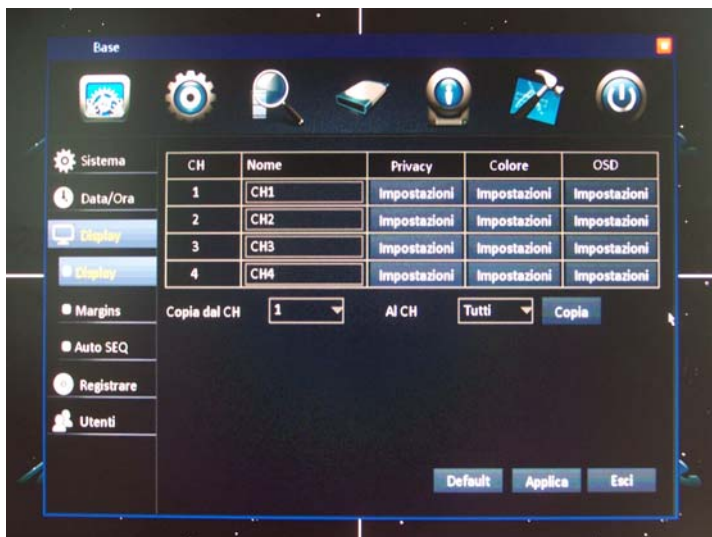 Base
Sistema
Data/Ora
Display
Display
Margins
Auto SEQ
Registrare
Utenti
CH Nome Privacy Colore OSD
1 CH1 Impostazioni Impostazioni Impostazioni
2 CH2 Impostazioni Impostazioni Impostazioni
3 CH3 Impostazioni Impostazioni Impostazioni
4 CH4 Impostazioni Impostazioni Impostazioni
Copia dal CH 1 Al CH Tutti Copia
Default Applica Esci